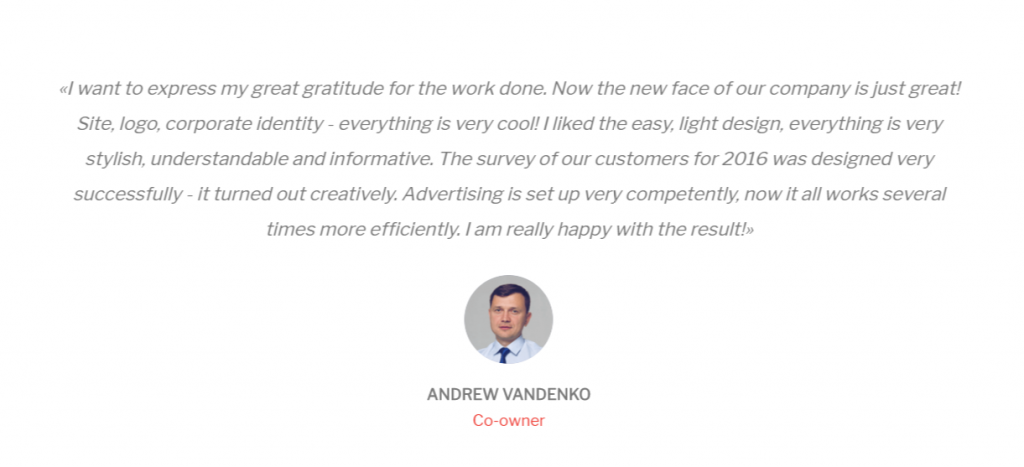 «I want to express my great gratitude for the work done. Now the new face of our company is just great!
Site, logo, corporate identity - everything is very cool! I liked the easy, light design, everything is very
stylish, understandable and informative. The survey of our customers for 2016 was designed very
successfully - it turned out creatively. Advertising is set up very competently, now it all works several
times more efficiently. I am really happy with the result!»
ANDREW VANDENKO
Co-owner